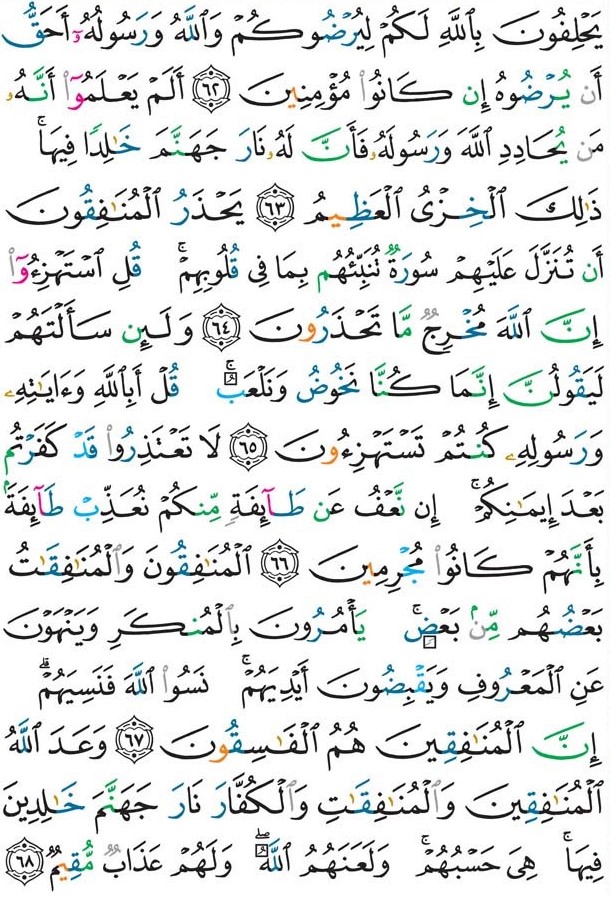 يَحْلِفُونَ بِٱللَّهِ لَكُمْ لِيُرْضُوكُمْ وَٱللَّهُ وَرَسُولُهُۥٓ أَحَقُّ
أَن يُرْضُوهُ إِن كَانُوا۟ مُؤْمِنِينَ ٦٢ أَلَمْ يَعْلَمُوٓا۟ أَنَّهُۥ
مَن يُحَادِدِ ٱللَّهَ وَرَسُولَهُۥ فَأَنَّ لَهُۥ نَارَ جَهَنَّمَ خَٰلِدًا فِيهَا ۚ
ذَٰلِكَ ٱلْخِزْىُ ٱلْعَظِيمُ ٦٣ يَحْذَرُ ٱلْمُنَٰفِقُونَ
أَن تُنَزَّلَ عَلَيْهِمْ سُورَةٌ تُنَبِّئُهُم بِمَا فِى قُلُوبِهِمْ ۚ قُلِ ٱسْتَهْزِءُوٓا۟
إِنَّ ٱللَّهَ مُخْرِجٌ مَّا تَحْذَرُونَ ٦٤ وَلَئِن سَأَلْتَهُمْ
لَيَقُولُنَّ إِنَّمَا كُنَّا نَخُوضُ وَنَلْعَبُ ۚ قُلْ أَبِٱللَّهِ وَءَايَٰتِهِۦ
وَرَسُولِهِۦ كُنتُمْ تَسْتَهْزِءُونَ ٦٥ لَا تَعْتَذِرُوا۟ قَدْ كَفَرْتُم
بَعْدَ إِيمَٰنِكُمْ ۚ إِن نَّعْفُ عَن طَآئِفَةٍ مِّنكُمْ نُعَذِّبْ طَآئِفَةًۢ
بِأَنَّهُمْ كَانُوا۟ مُجْرِمِينَ ٦٦ ٱلْمُنَٰفِقُونَ وَٱلْمُنَٰفِقَٰتُ
بَعْضُهُم مِّنۢ بَعْضٍ ۚ يَأْمُرُونَ بِٱلْمُنكَرِ وَيَنْهَوْنَ
عَنِ ٱلْمَعْرُوفِ وَيَقْبِضُونَ أَيْدِيَهُمْ ۚ نَسُوا۟ ٱللَّهَ فَنَسِيَهُمْ ۗ
إِنَّ ٱلْمُنَٰفِقِينَ هُمُ ٱلْفَٰسِقُونَ ٦٧ وَعَدَ ٱللَّهُ
ٱلْمُنَٰفِقِينَ وَٱلْمُنَٰفِقَٰتِ وَٱلْكُفَّارَ نَارَ جَهَنَّمَ خَٰلِدِينَ
فِيهَا ۚ هِىَ حَسْبُهُمْ ۚ وَلَعَنَهُمُ ٱللَّهُ ۖ وَلَهُمْ عَذَابٌ مُّقِيمٌ ٦٨